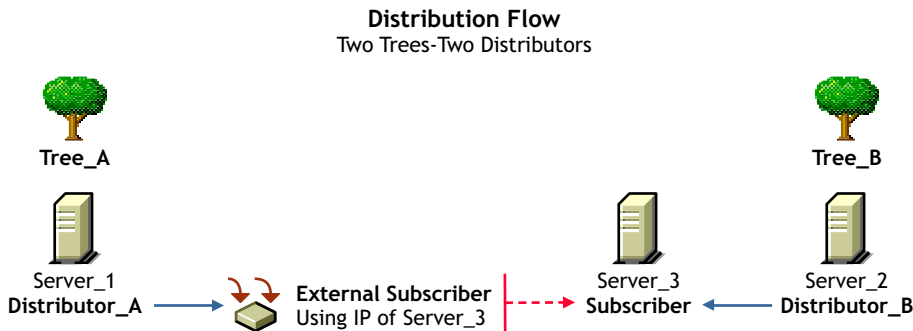 Distribution Flow
Two Trees-Two Distributors
Tree_A
Tree_B
Server_1
Distributor_A
External Subscriber
Using IP of Server_3
Server_3
Subscriber
Server_2
Distributor_B